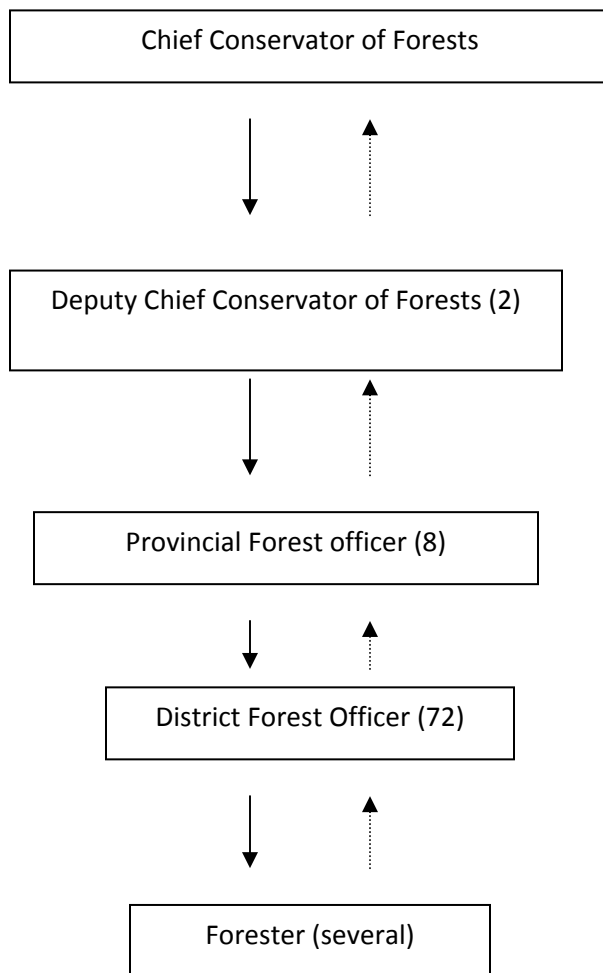 Chief Conservator of Forests
Deputy Chief Conservator of Forests (2)
Provincial Forest officer (8)
District Forest Officer (72)
Forester (several)